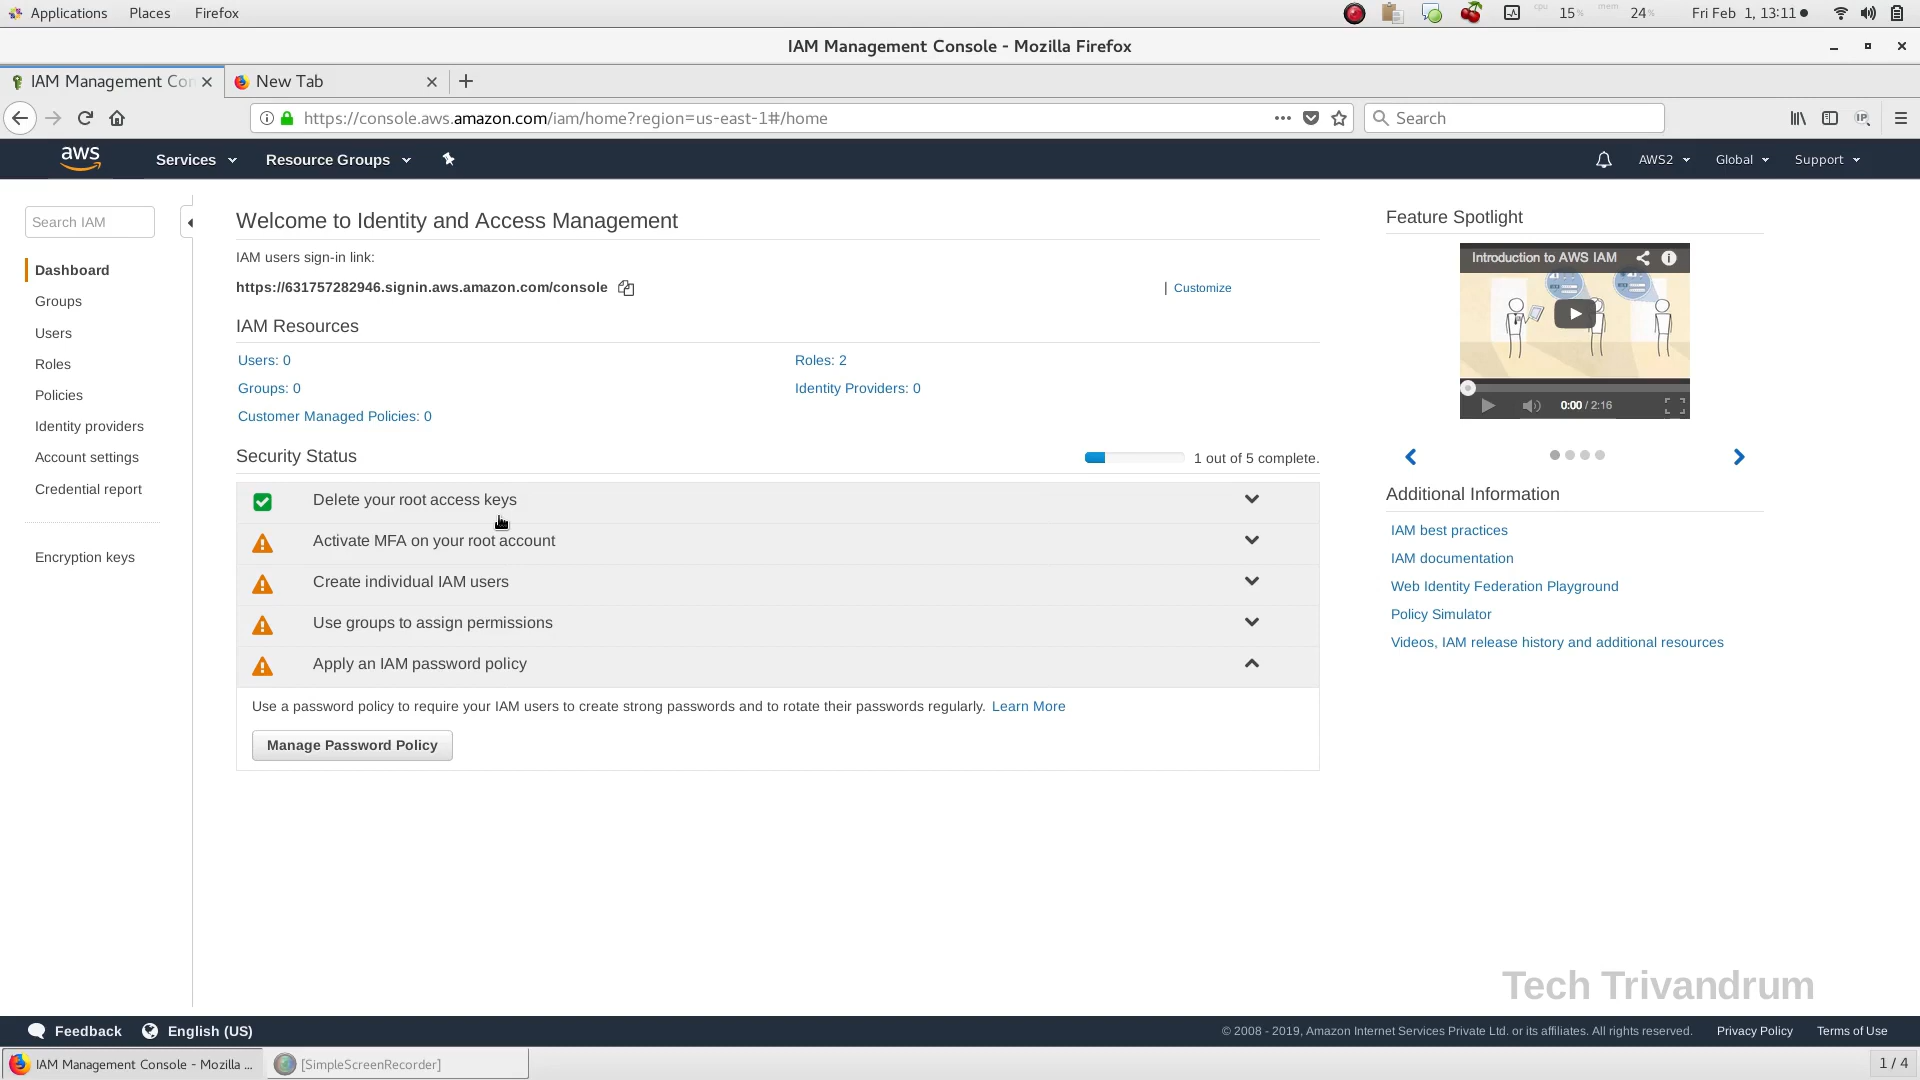 Applications Places Firefox
cpu 15% mem 24% Fri Feb 1, 13:11
IAM Management Console - Mozilla Firefox
IAM Management Con New Tab
https://console.aws.amazon.com/iam/home?region=us-east-1#/home
Search
IP
aws Services Resource Groups AWS2 Global Support
Search IAM
Dashboard
Groups
Users
Roles
Policies
Identity providers
Account settings
Credential report
Encryption keys
Welcome to Identity and Access Management
IAM users sign-in link:
https://631757282946.signin.aws.amazon.com/console | Customize
IAM Resources
Users: 0 Roles: 2
Groups: 0 Identity Providers: 0
Customer Managed Policies: 0
Security Status 1 out of 5 complete.
Delete your root access keys
Activate MFA on your root account
Create individual IAM users
Use groups to assign permissions
Apply an IAM password policy
Use a password policy to require your IAM users to create strong passwords and to rotate their passwords regularly. Learn More
Manage Password Policy
Feature Spotlight
Introduction to AWS IAM
0:00 / 2:16
Additional Information
IAM best practices
IAM documentation
Web Identity Federation Playground
Policy Simulator
Videos, IAM release history and additional resources
Tech Trivandrum
Feedback English (US) © 2008 - 2019, Amazon Internet Services Private Ltd. or its affiliates. All rights reserved. Privacy Policy Terms of Use
IAM Management Console - Mozilla ... [SimpleScreenRecorder] 1 / 4